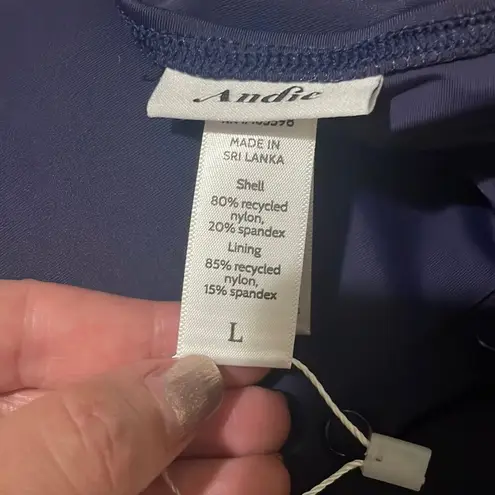 Andie
MADE IN
SRI LANKA
Shell
80% recycled
nylon,
20% spandex
Lining
85% recycled
nylon,
15% spandex
L